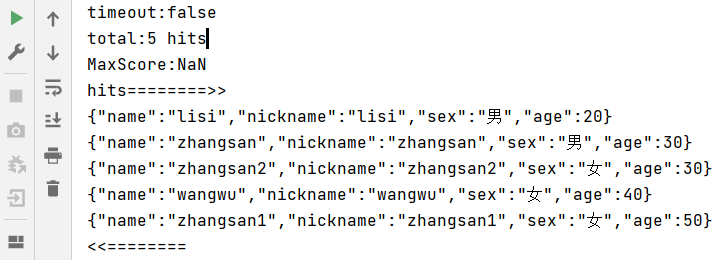 timeout:false
total:5 hits
MaxScore:NaN
hits========>>
{"name":"lisi","nickname":"lisi","sex":"男","age":20}
{"name":"zhangsan","nickname":"zhangsan","sex":"男","age":30}
{"name":"zhangsan2","nickname":"zhangsan2","sex":"女","age":30}
{"name":"wangwu","nickname":"wangwu","sex":"女","age":40}
{"name":"zhangsan1","nickname":"zhangsan1","sex":"女","age":50}
<<========